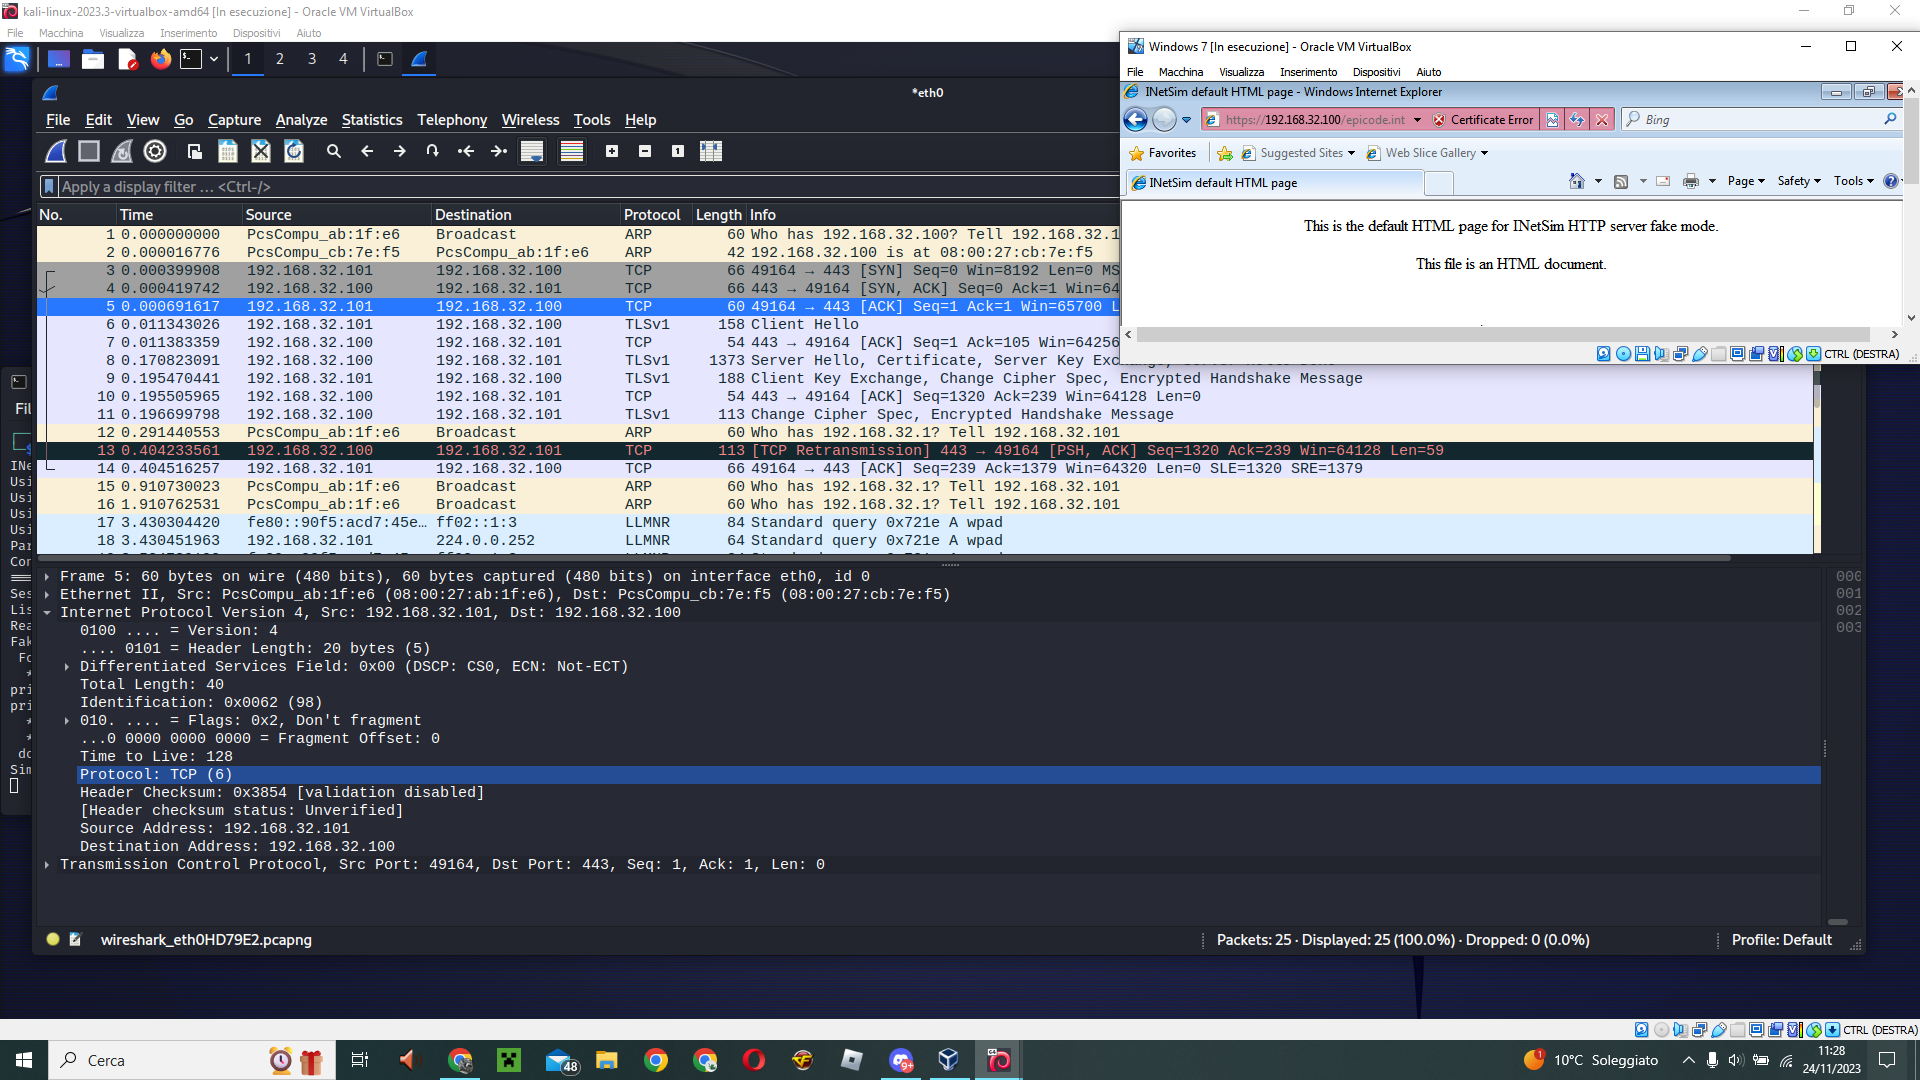 kali-linux-2023.3-virtualbox-amd64 [In esecuzione] - Oracle VM VirtualBox
File Macchina Visualizza Inserimento Dispositivi Aiuto
1 2 3 4
*eth0
File Edit View Go Capture Analyze Statistics Telephony Wireless Tools Help
Apply a display filter ... <Ctrl-/>
No. Time Source Destination Protocol Length Info
1 0.000000000 PcsCompu_ab:1f:e6 Broadcast ARP 60 Who has 192.168.32.100? Tell 192.168.32.1
2 0.000016776 PcsCompu_cb:7e:f5 PcsCompu_ab:1f:e6 ARP 42 192.168.32.100 is at 08:00:27:cb:7e:f5
3 0.000399908 192.168.32.101 192.168.32.100 TCP 66 49164 → 443 [SYN] Seq=0 Win=8192 Len=0 MS
4 0.000419742 192.168.32.100 192.168.32.101 TCP 66 443 → 49164 [SYN, ACK] Seq=0 Ack=1 Win=64
5 0.000691617 192.168.32.101 192.168.32.100 TCP 60 49164 → 443 [ACK] Seq=1 Ack=1 Win=65700 L
6 0.011343026 192.168.32.101 192.168.32.100 TLSv1 158 Client Hello
7 0.011383359 192.168.32.100 192.168.32.101 TCP 54 443 → 49164 [ACK] Seq=1 Ack=105 Win=64256
8 0.170823091 192.168.32.100 192.168.32.101 TLSv1 1373 Server Hello, Certificate, Server Key Exc
9 0.195470441 192.168.32.101 192.168.32.100 TLSv1 188 Client Key Exchange, Change Cipher Spec, Encrypted Handshake Message
10 0.195505965 192.168.32.100 192.168.32.101 TCP 54 443 → 49164 [ACK] Seq=1320 Ack=239 Win=64128 Len=0
11 0.196699798 192.168.32.100 192.168.32.101 TLSv1 113 Change Cipher Spec, Encrypted Handshake Message
12 0.291440553 PcsCompu_ab:1f:e6 Broadcast ARP 60 Who has 192.168.32.1? Tell 192.168.32.101
13 0.404233561 192.168.32.100 192.168.32.101 TCP 113 [TCP Retransmission] 443 → 49164 [PSH, ACK] Seq=1320 Ack=239 Win=64128 Len=59
14 0.404516257 192.168.32.101 192.168.32.100 TCP 66 49164 → 443 [ACK] Seq=239 Ack=1379 Win=64320 Len=0 SLE=1320 SRE=1379
15 0.910730023 PcsCompu_ab:1f:e6 Broadcast ARP 60 Who has 192.168.32.1? Tell 192.168.32.101
16 1.910762531 PcsCompu_ab:1f:e6 Broadcast ARP 60 Who has 192.168.32.1? Tell 192.168.32.101
17 3.430304420 fe80::90f5:acd7:45e… ff02::1:3 LLMNR 84 Standard query 0x721e A wpad
18 3.430451963 192.168.32.101 224.0.0.252 LLMNR 64 Standard query 0x721e A wpad
Frame 5: 60 bytes on wire (480 bits), 60 bytes captured (480 bits) on interface eth0, id 0
Ethernet II, Src: PcsCompu_ab:1f:e6 (08:00:27:ab:1f:e6), Dst: PcsCompu_cb:7e:f5 (08:00:27:cb:7e:f5)
Internet Protocol Version 4, Src: 192.168.32.101, Dst: 192.168.32.100
0100 .... = Version: 4
.... 0101 = Header Length: 20 bytes (5)
Differentiated Services Field: 0x00 (DSCP: CS0, ECN: Not-ECT)
Total Length: 40
Identification: 0x0062 (98)
010. .... = Flags: 0x2, Don't fragment
...0 0000 0000 0000 = Fragment Offset: 0
Time to Live: 128
Protocol: TCP (6)
Header Checksum: 0x3854 [validation disabled]
[Header checksum status: Unverified]
Source Address: 192.168.32.101
Destination Address: 192.168.32.100
Transmission Control Protocol, Src Port: 49164, Dst Port: 443, Seq: 1, Ack: 1, Len: 0
000
001
002
003
wireshark_eth0HD79E2.pcapng
Packets: 25 · Displayed: 25 (100.0%) · Dropped: 0 (0.0%)
Profile: Default
Fil
INe
Usi
Usi
Usi
Usi
Par
Con
===
Ses
Lis
Rea
Fak
Fo
*
pri
pri
*
*
do
Sim
Windows 7 [In esecuzione] - Oracle VM VirtualBox
File Macchina Visualizza Inserimento Dispositivi Aiuto
INetSim default HTML page - Windows Internet Explorer
https://192.168.32.100/epicode.int Certificate Error Bing
Favorites Suggested Sites Web Slice Gallery
INetSim default HTML page Page Safety Tools
This is the default HTML page for INetSim HTTP server fake mode.
This file is an HTML document.
CTRL (DESTRA)
CTRL (DESTRA)
Cerca
48
9+
1
10°C Soleggiato
11:28
24/11/2023